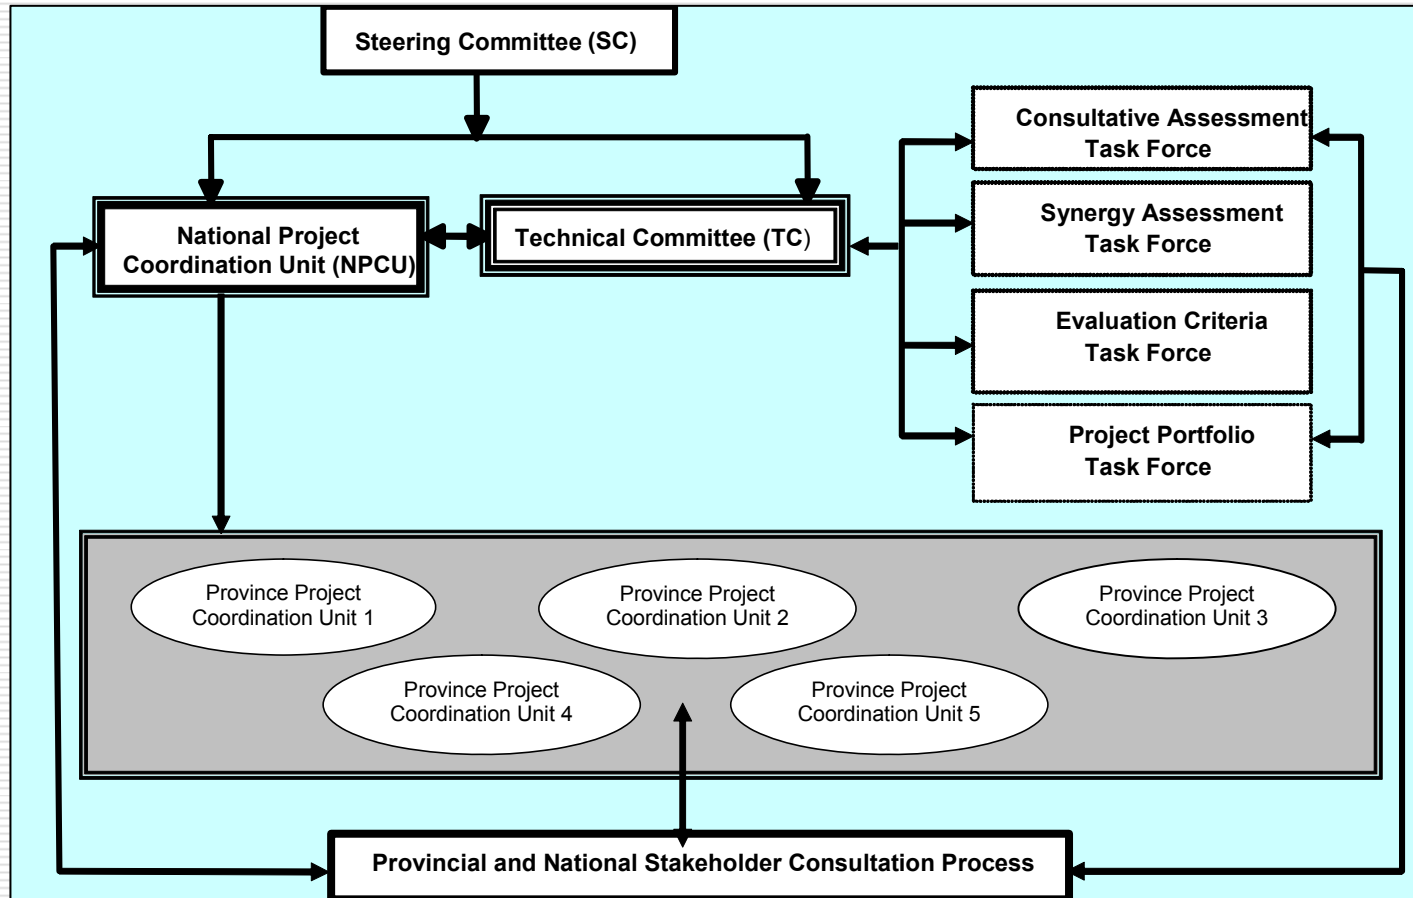 Steering Committee (SC)
Consultative Assessment
Task Force
Synergy Assessment
Task Force
National Project
Coordination Unit (NPCU)
Technical Committee (TC)
Evaluation Criteria
Task Force
Project Portfolio
Task Force
Province Project
Coordination Unit 1
Province Project
Coordination Unit 2
Province Project
Coordination Unit 3
Province Project
Coordination Unit 4
Province Project
Coordination Unit 5
Provincial and National Stakeholder Consultation Process